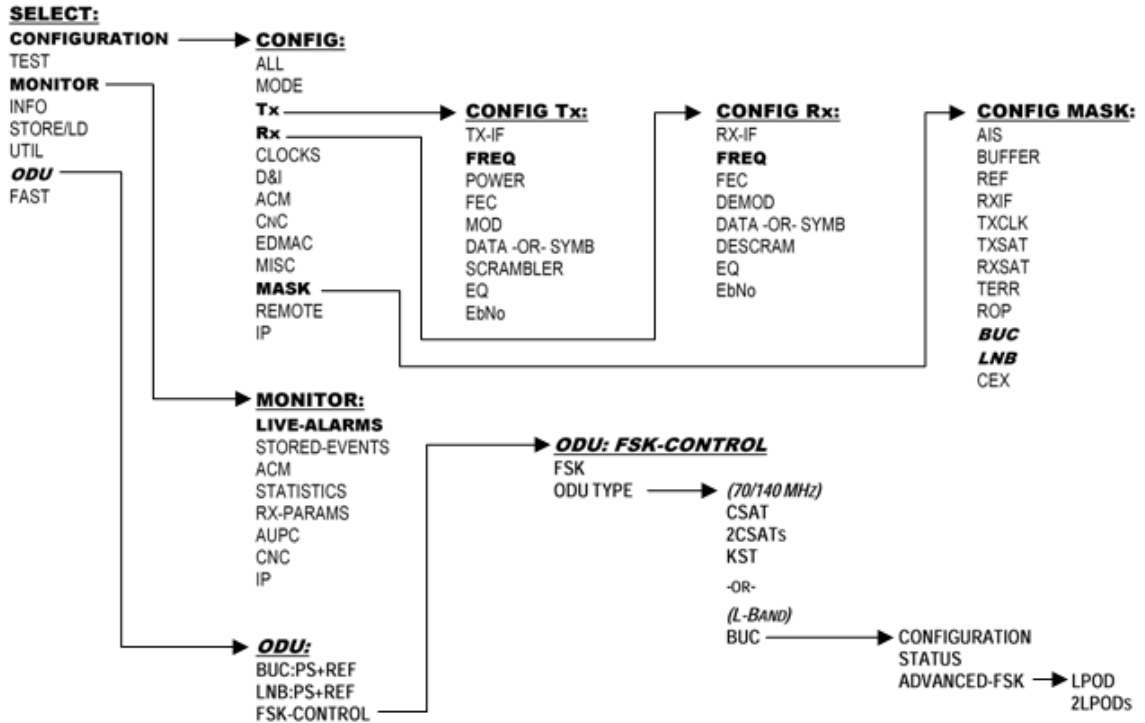 SELECT:
CONFIGURATION
TEST
MONITOR
INFO
STORE/LD
UTIL
ODU
FAST
CONFIG:
ALL
MODE
Tx
Rx
CLOCKS
D&I
ACM
CNC
EDMAC
MISC
MASK
REMOTE
IP
CONFIG Tx:
TX-IF
FREQ
POWER
FEC
MOD
DATA -OR- SYMB
SCRAMBLER
EQ
EbNo
CONFIG Rx:
RX-IF
FREQ
FEC
DEMOD
DATA -OR- SYMB
DESCRAM
EQ
EbNo
CONFIG MASK:
AIS
BUFFER
REF
RXIF
TXCLK
TXSAT
RXSAT
TERR
ROP
BUC
LNB
CEX
MONITOR:
LIVE-ALARMS
STORED-EVENTS
ACM
STATISTICS
RX-PARAMS
AUPC
CNC
IP
ODU:
BUC:PS+REF
LNB:PS+REF
FSK-CONTROL
ODU: FSK-CONTROL
FSK
ODU TYPE
(70/140 MHz)
CSAT
2CSATs
KST
-OR-
(L-BAND)
BUC
CONFIGURATION
STATUS
ADVANCED-FSK
LPOD
2LPODs